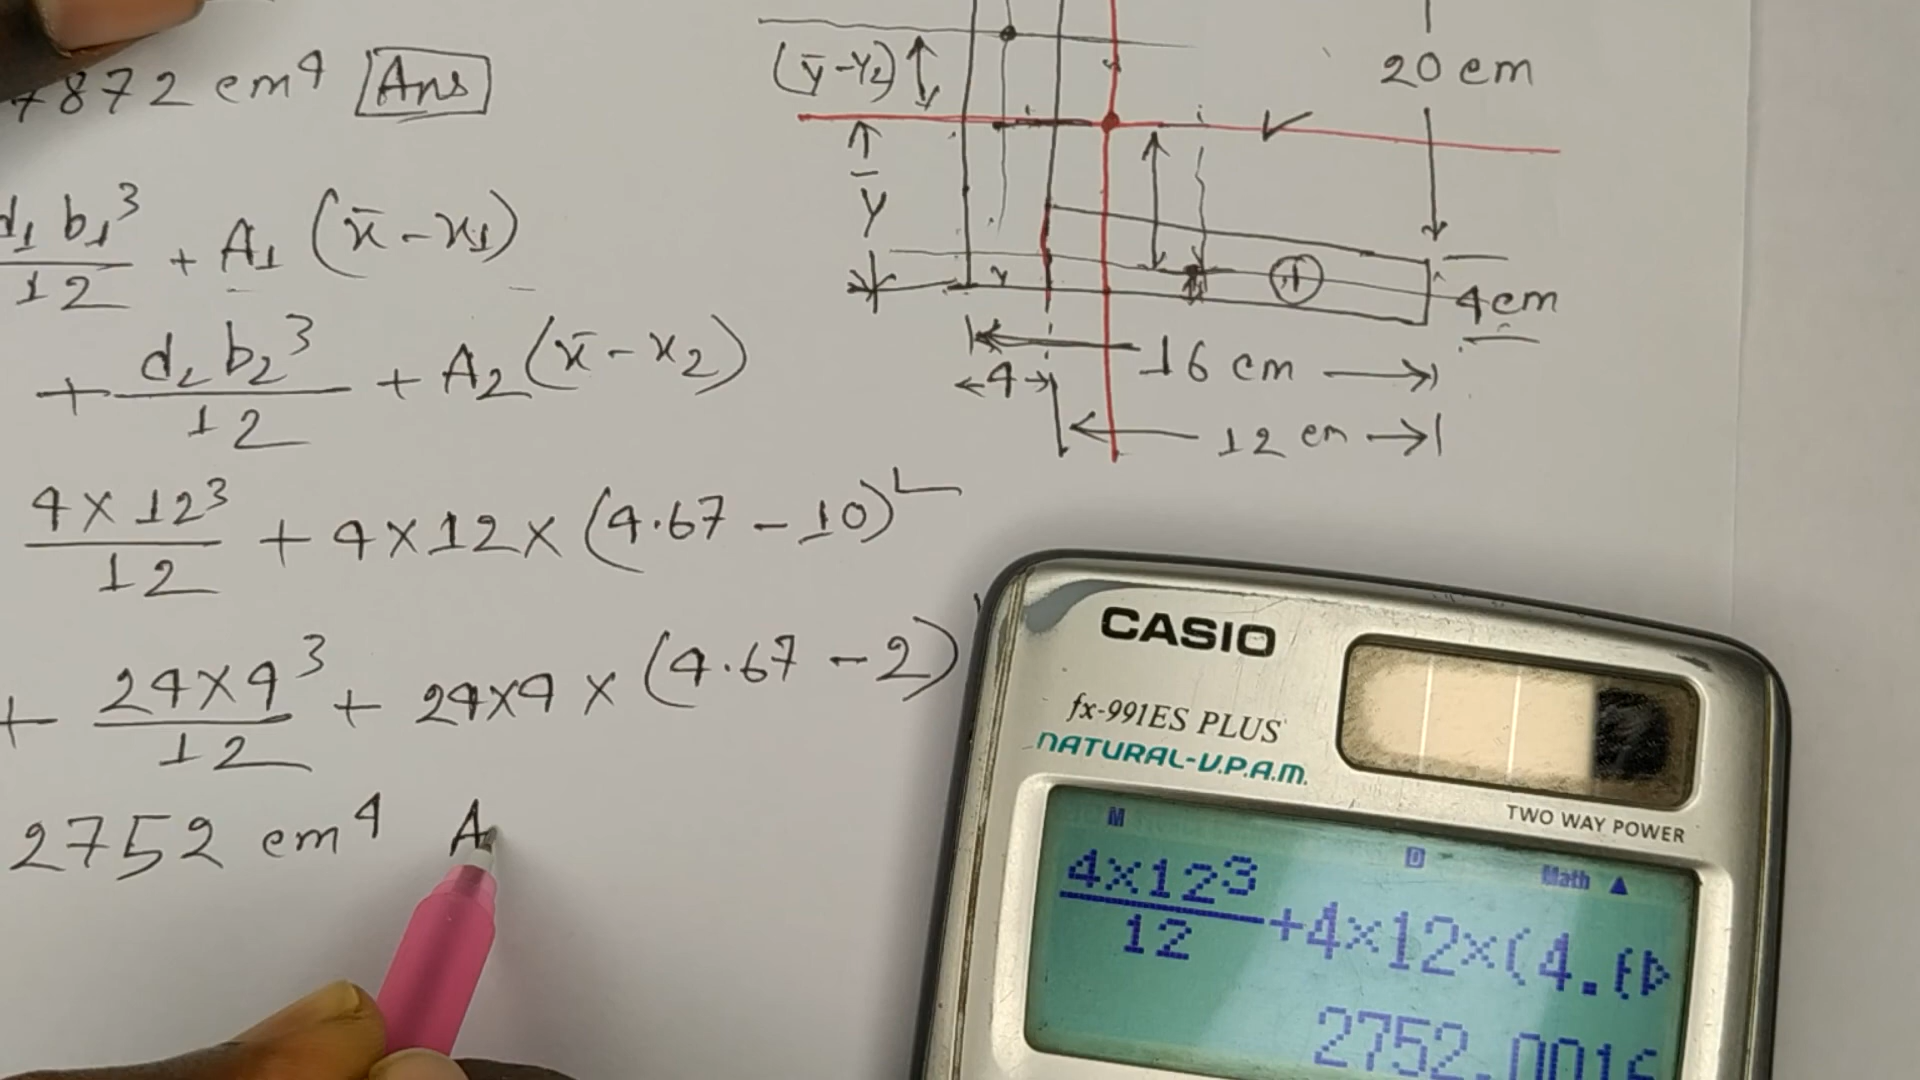 7872 cm⁴ Ans
d₁ b₁³ / 12 + A₁ (x̄ - x₁)
+ d₂ b₂³ / 12 + A₂ (x̄ - x₂)
4 × 12³ / 12 + 4 × 12 × (4.67 - 10)²
+ 24 × 4³ / 12 + 24 × 4 × (4.67 - 2)
2752 cm⁴ A
(ȳ - y₂)
20 cm
ȳ
1
4 cm
16 cm
4
12 cm
CASIO
fx-991ES PLUS
NATURAL-V.P.A.M.
TWO WAY POWER
M D Math ▲
4×12³ / 12 +4×12×(4.
2752.0016